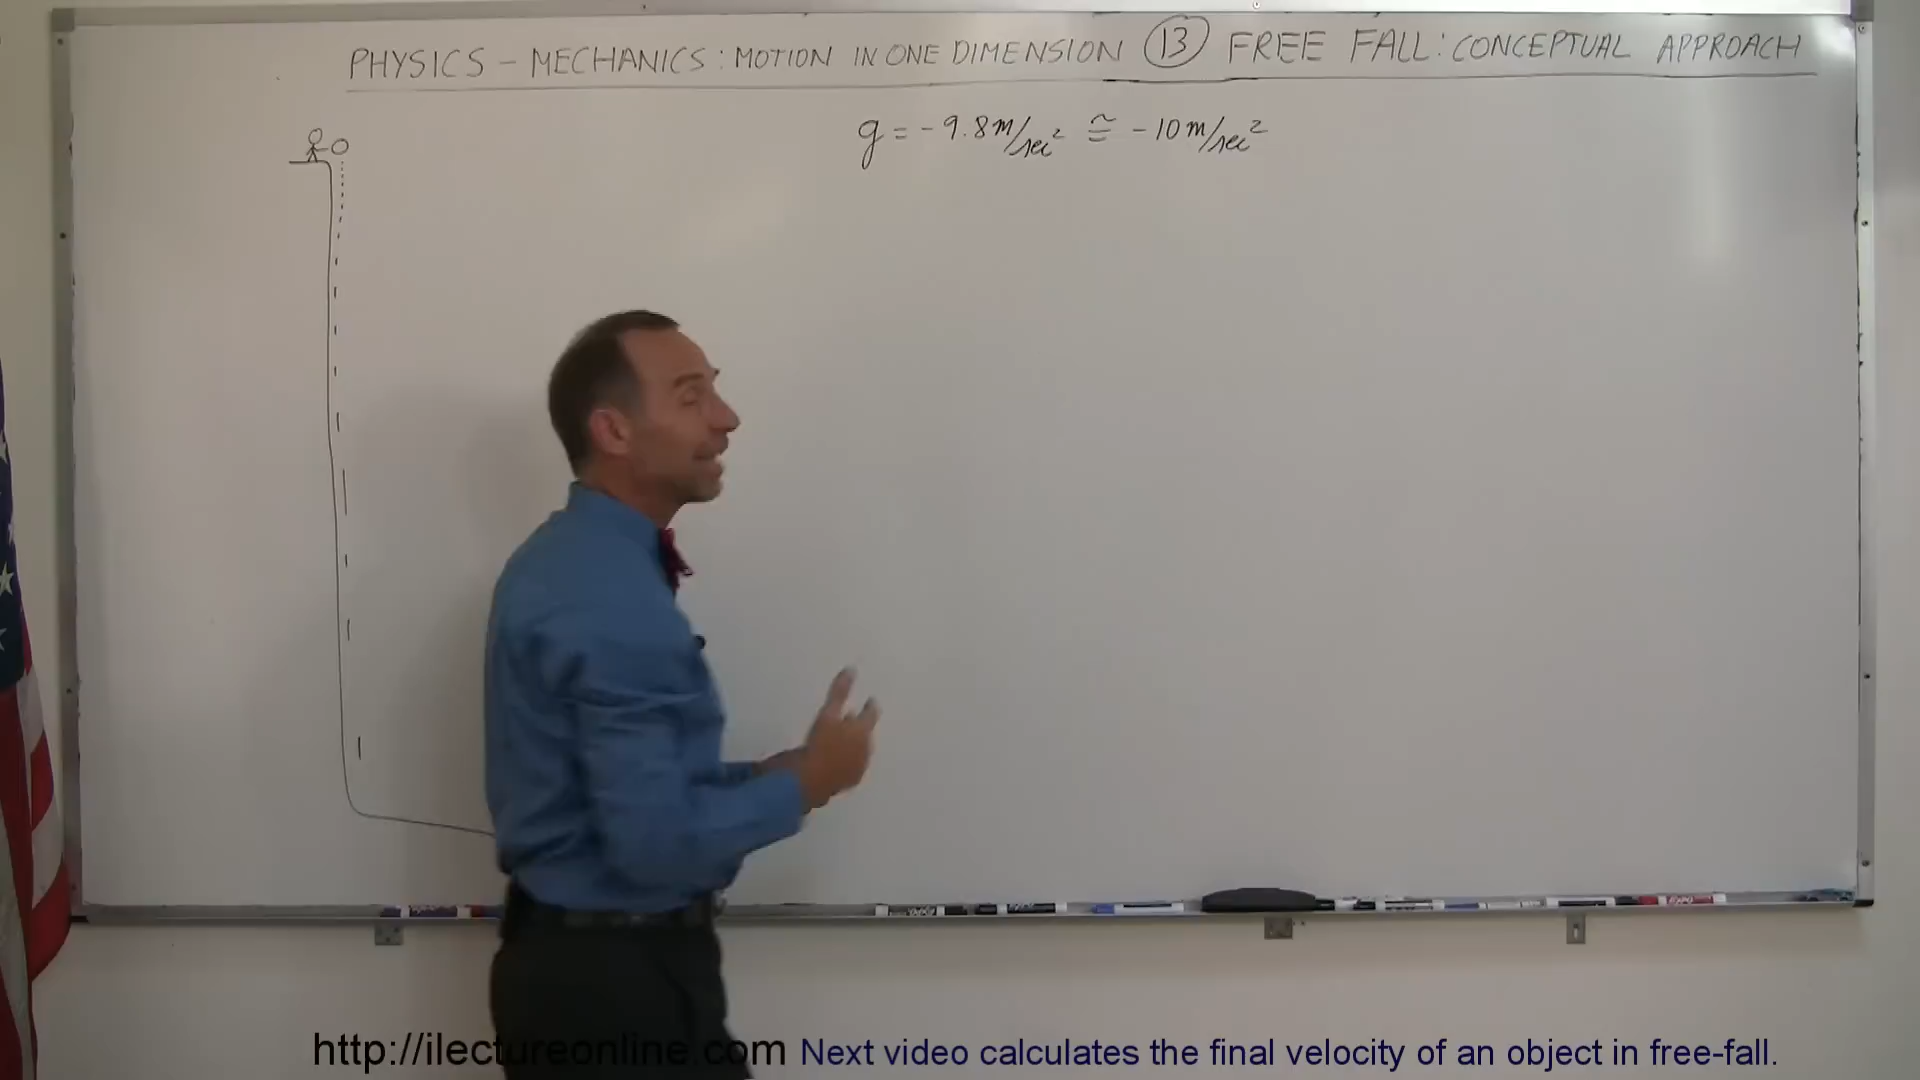 PHYSICS - MECHANICS: MOTION IN ONE DIMENSION 13 FREE FALL: CONCEPTUAL APPROACH
g = -9.8 m/sec² ≅ -10 m/sec²
http://ilectureonline.com Next video calculates the final velocity of an object in free-fall.